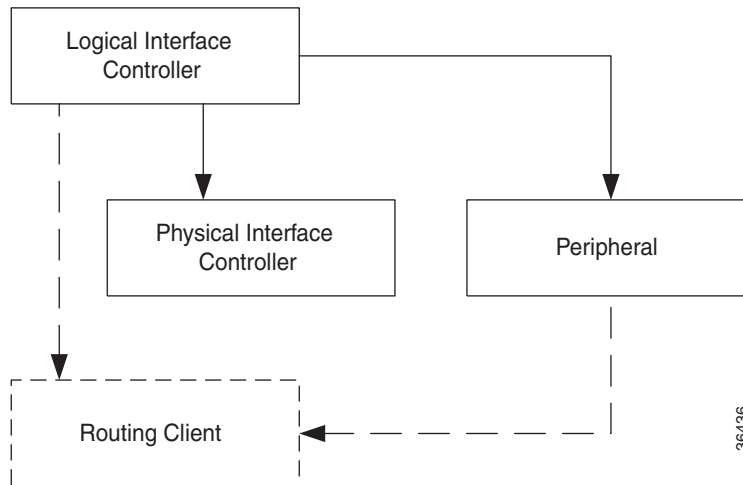 Logical Interface
Controller
Physical Interface
Controller
Peripheral
Routing Client
36436